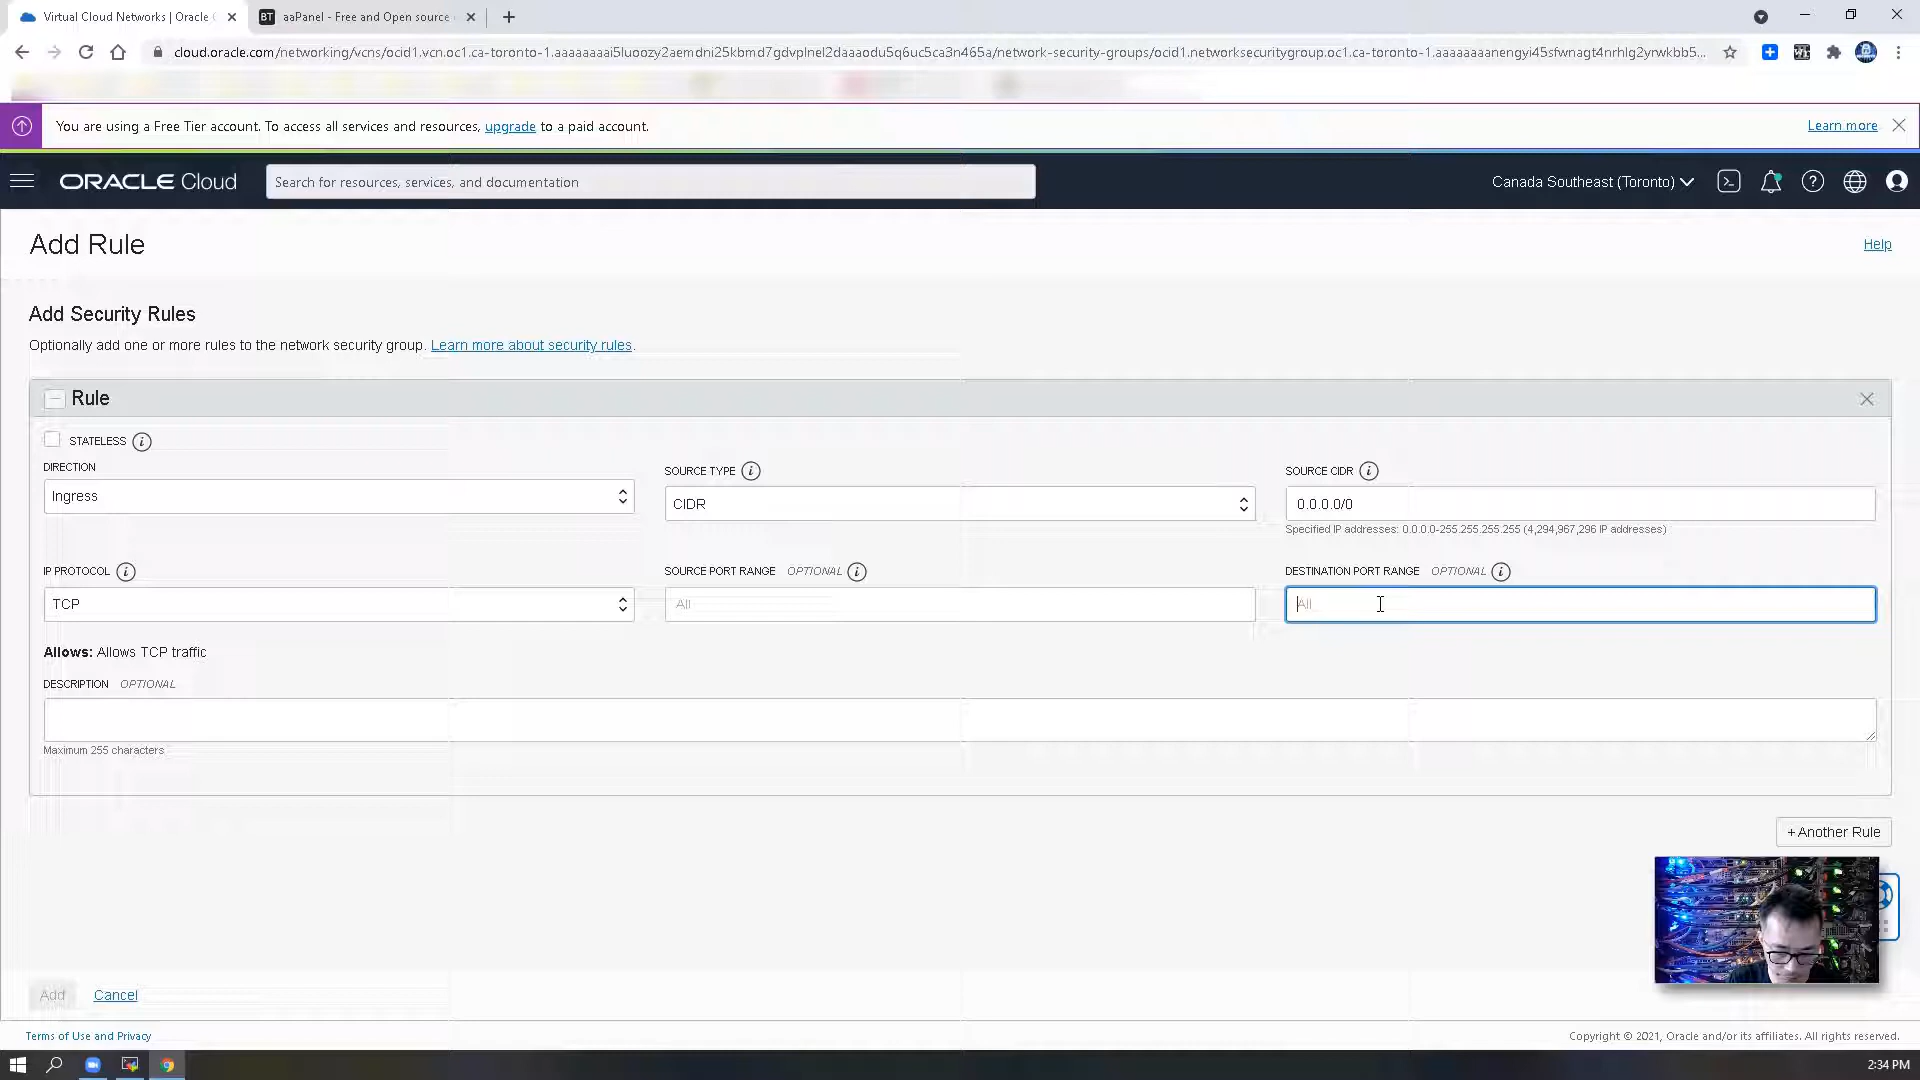 Virtual Cloud Networks | Oracle C
BT aaPanel - Free and Open source
cloud.oracle.com/networking/vcns/ocid1.vcn.oc1.ca-toronto-1.aaaaaaaai5luoozy2aemdni25kbmd7gdvplnel2daaaodu5q6uc5ca3n465a/network-security-groups/ocid1.networksecuritygroup.oc1.ca-toronto-1.aaaaaaaanengyi45sfwnagt4nrhlg2yrwkbb5...
You are using a Free Tier account. To access all services and resources, upgrade to a paid account.
Learn more
ORACLE Cloud
Search for resources, services, and documentation
Canada Southeast (Toronto)
Add Rule
Help
Add Security Rules
Optionally add one or more rules to the network security group. Learn more about security rules.
Rule
STATELESS
DIRECTION
SOURCE TYPE
SOURCE CIDR
Ingress
CIDR
0.0.0.0/0
Specified IP addresses: 0.0.0.0-255.255.255.255 (4,294,967,296 IP addresses)
IP PROTOCOL
SOURCE PORT RANGE OPTIONAL
DESTINATION PORT RANGE OPTIONAL
TCP
All
All
Allows: Allows TCP traffic
DESCRIPTION OPTIONAL
Maximum 255 characters
+Another Rule
Add
Cancel
Terms of Use and Privacy
Copyright © 2021, Oracle and/or its affiliates. All rights reserved.
2:34 PM